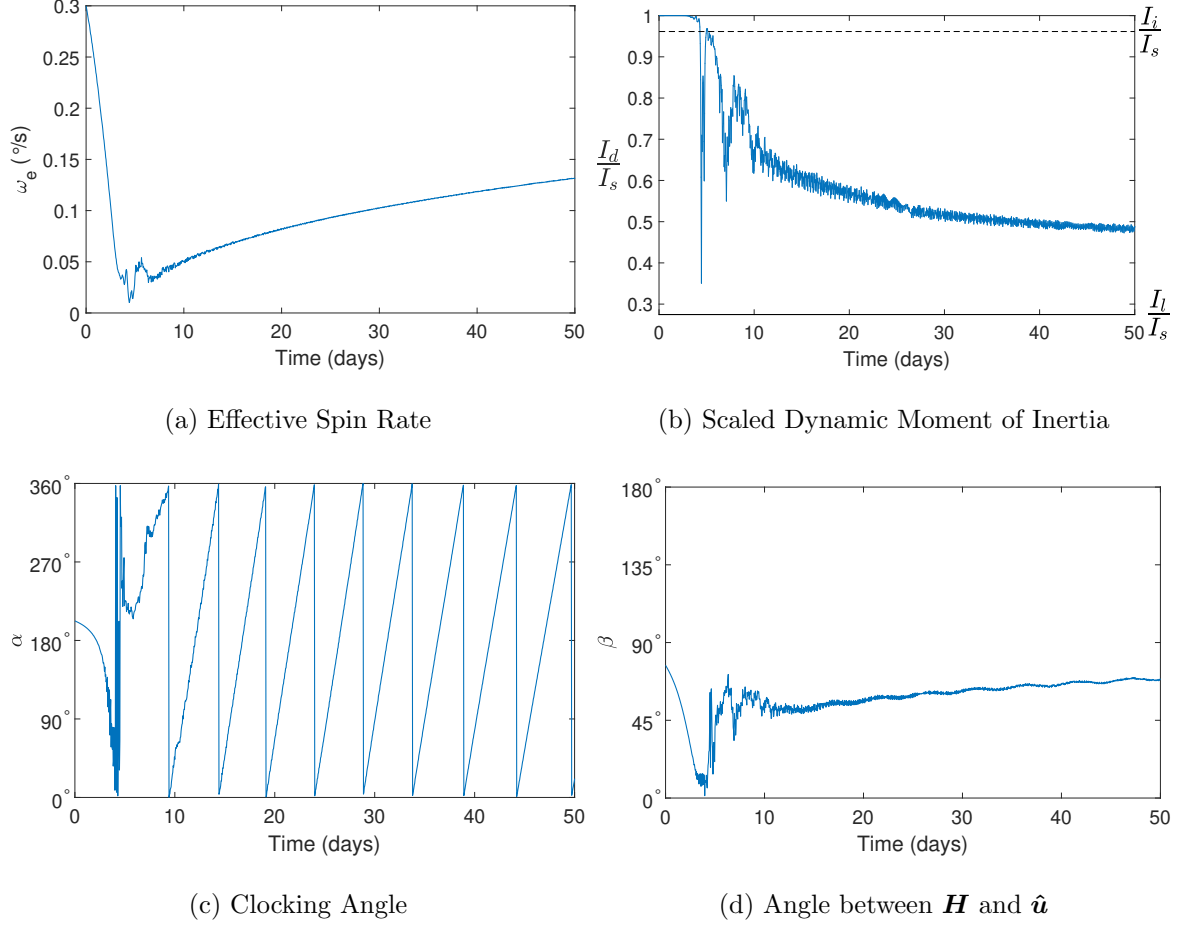 0.3
0.25
0.2
0.15
0.1
0.05
0
ω_e (°/s)
0 10 20 30 40 50
Time (days)
(a) Effective Spin Rate
1
0.9
0.8
0.7
0.6
0.5
0.4
0.3
I_d
I_s
I_i
I_s
I_l
I_s
0 10 20 30 40 50
Time (days)
(b) Scaled Dynamic Moment of Inertia
360°
270°
180°
90°
0°
α
0 10 20 30 40 50
Time (days)
(c) Clocking Angle
180°
135°
90°
45°
0°
β
0 10 20 30 40 50
Time (days)
(d) Angle between H and û